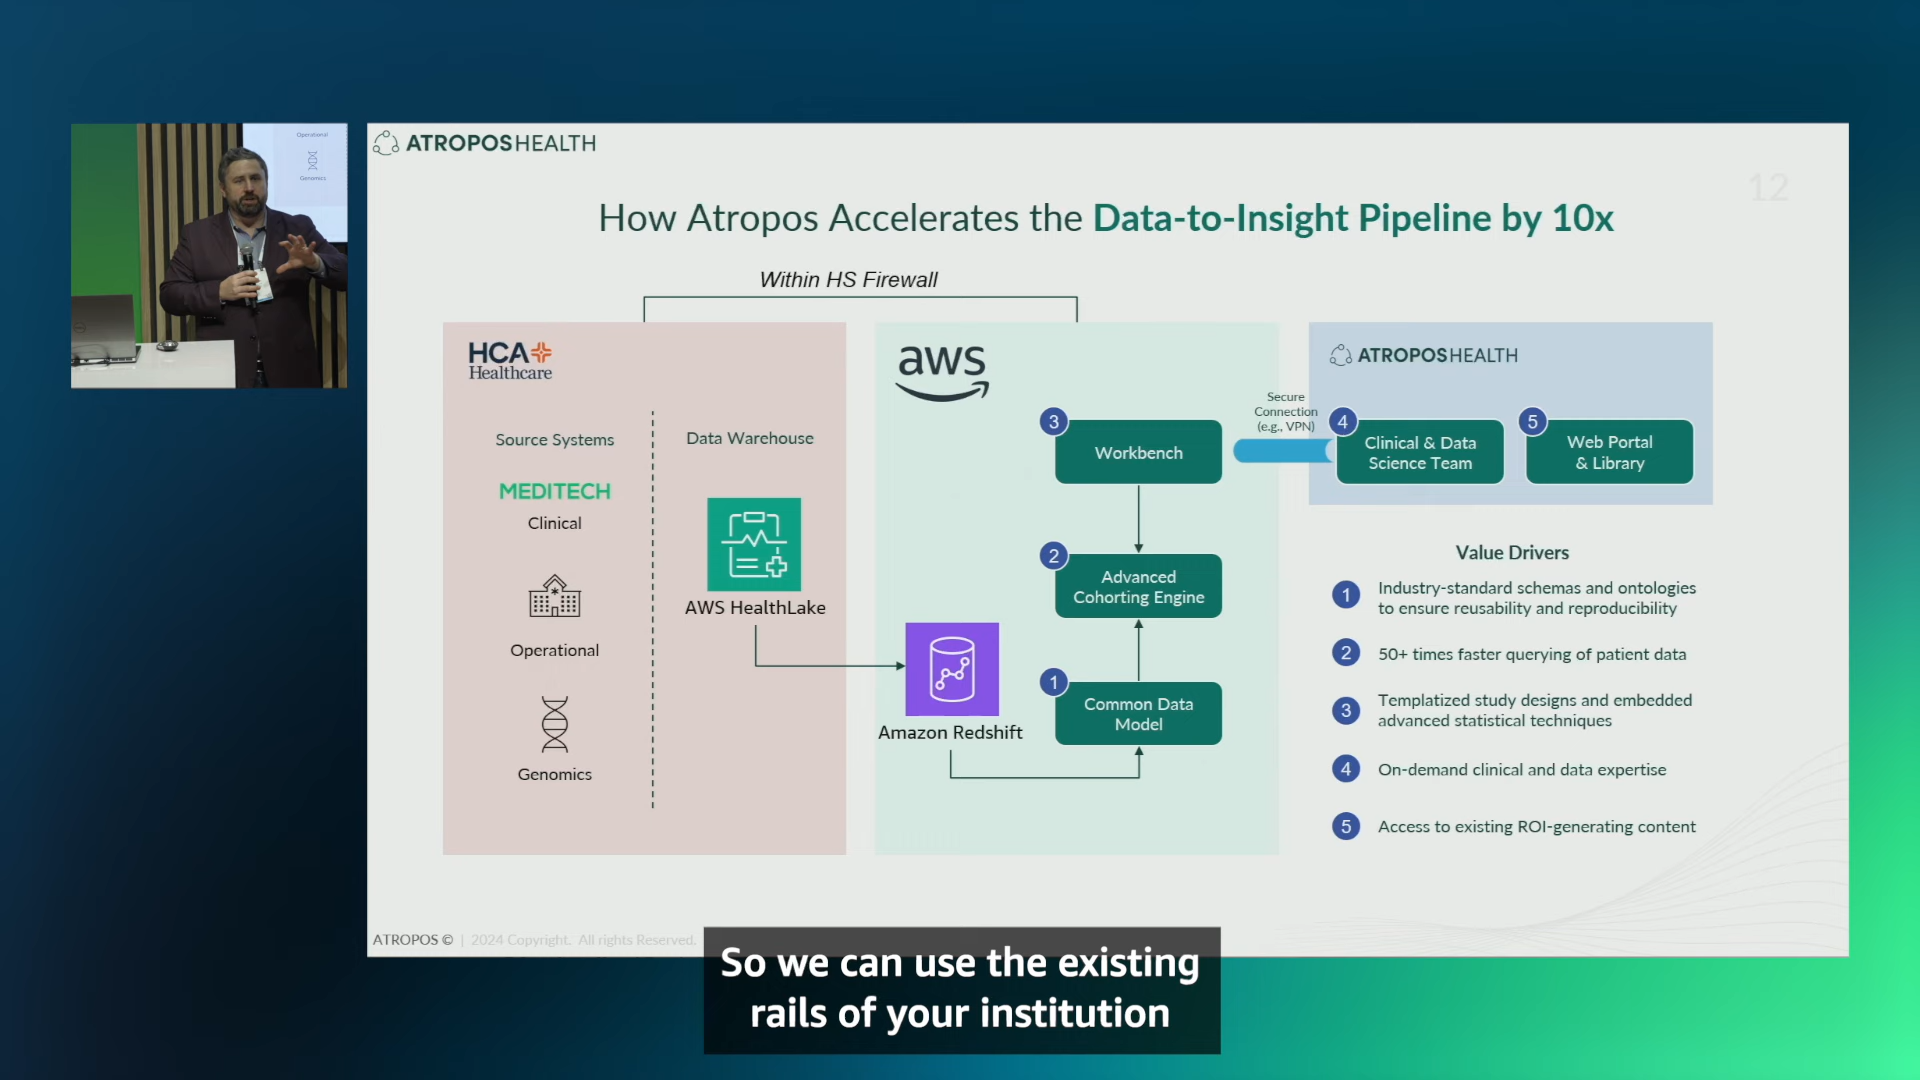 Operational
Genomics
ATROPOSHEALTH
12
How Atropos Accelerates the Data-to-Insight Pipeline by 10x
Within HS Firewall
HCA
Healthcare
Source Systems
Data Warehouse
MEDITECH
Clinical
Operational
Genomics
AWS HealthLake
aws
Amazon Redshift
3
Workbench
2
Advanced
Cohorting Engine
1
Common Data
Model
Secure
Connection
(e.g., VPN)
ATROPOSHEALTH
4
Clinical & Data
Science Team
5
Web Portal
& Library
Value Drivers
1
Industry-standard schemas and ontologies
to ensure reusability and reproducibility
2
50+ times faster querying of patient data
3
Templatized study designs and embedded
advanced statistical techniques
4
On-demand clinical and data expertise
5
Access to existing ROI-generating content
ATROPOS © | 2024 Copyright. All rights Reserved.
So we can use the existing
rails of your institution